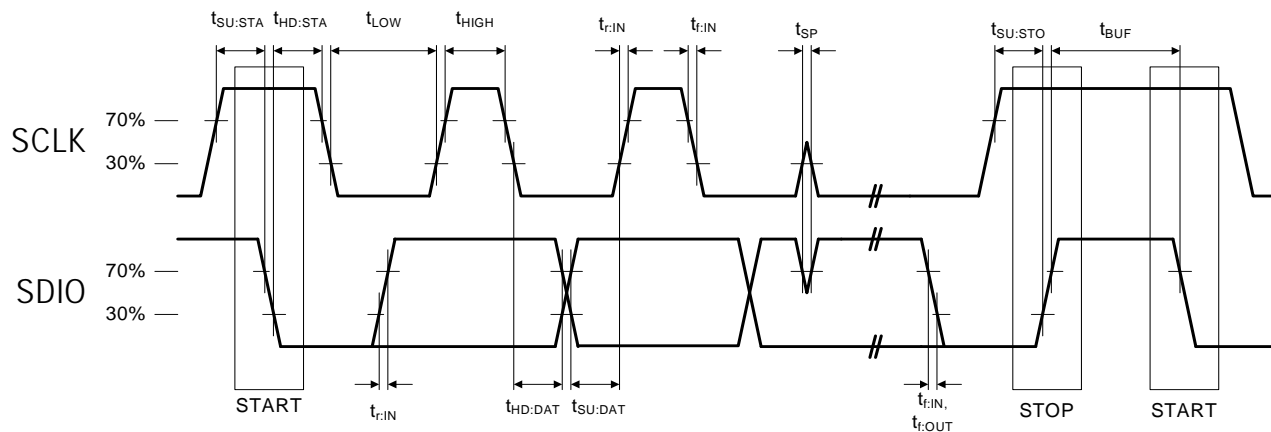 tSU:STA tHD:STA tLOW tHIGH tr:IN tf:IN tSP tSU:STO tBUF
SCLK
70%
30%
SDIO
70%
30%
START
tr:IN
tHD:DAT tSU:DAT
tf:IN,
tf:OUT
STOP
START